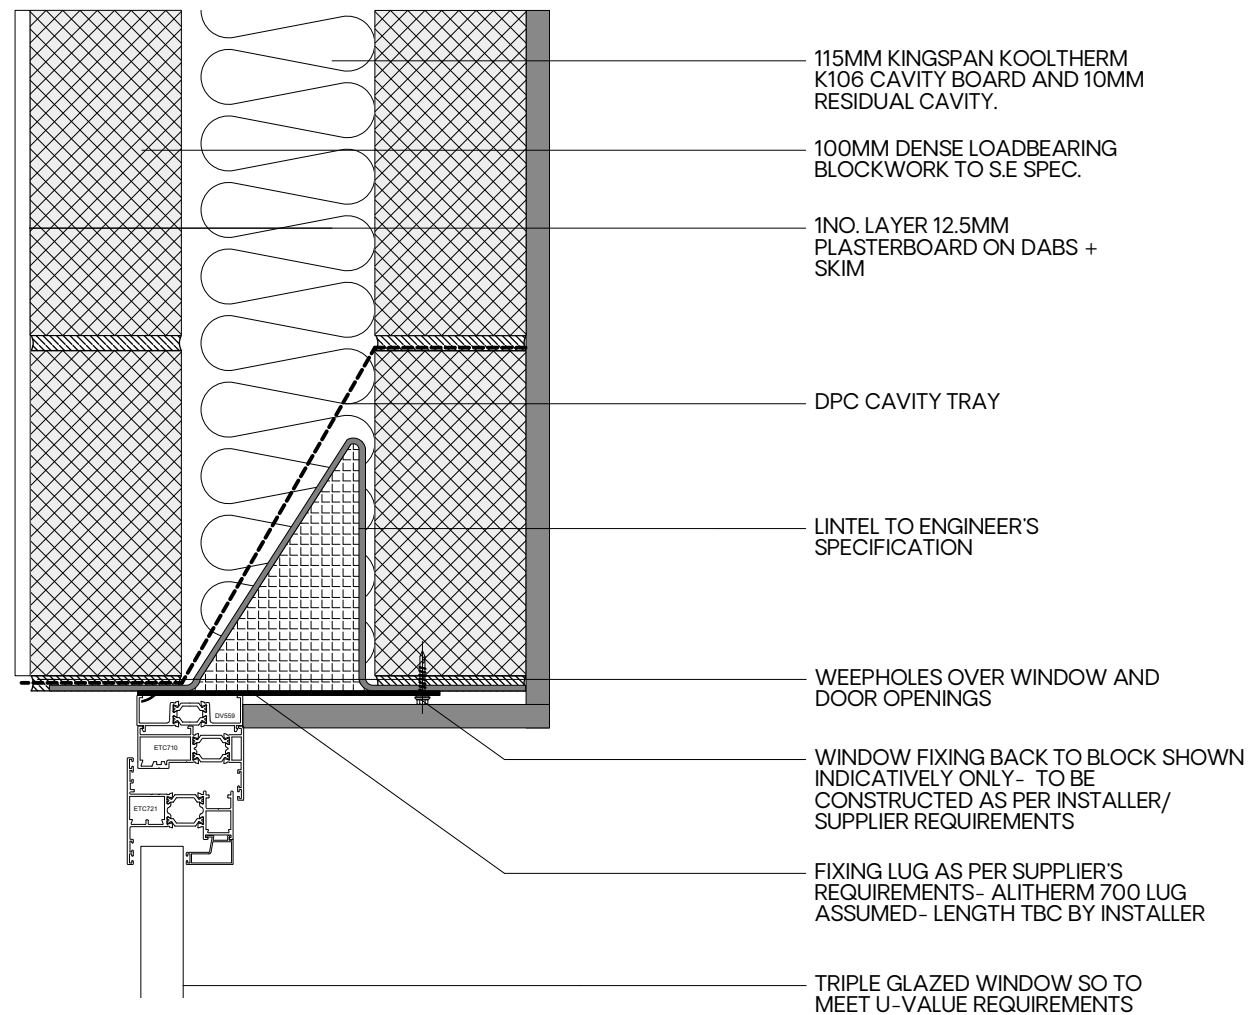 115MM KINGSPAN KOOLTHERM
K106 CAVITY BOARD AND 10MM
RESIDUAL CAVITY.
100MM DENSE LOADBEARING
BLOCKWORK TO S.E SPEC.
1NO. LAYER 12.5MM
PLASTERBOARD ON DABS +
SKIM
DPC CAVITY TRAY
LINTEL TO ENGINEER'S
SPECIFICATION
WEEPHOLES OVER WINDOW AND
DOOR OPENINGS
DV559
ETC710
ETC721
WINDOW FIXING BACK TO BLOCK SHOWN
INDICATIVELY ONLY- TO BE
CONSTRUCTED AS PER INSTALLER/
SUPPLIER REQUIREMENTS
FIXING LUG AS PER SUPPLIER'S
REQUIREMENTS- ALITHERM 700 LUG
ASSUMED- LENGTH TBC BY INSTALLER
TRIPLE GLAZED WINDOW SO TO
MEET U-VALUE REQUIREMENTS